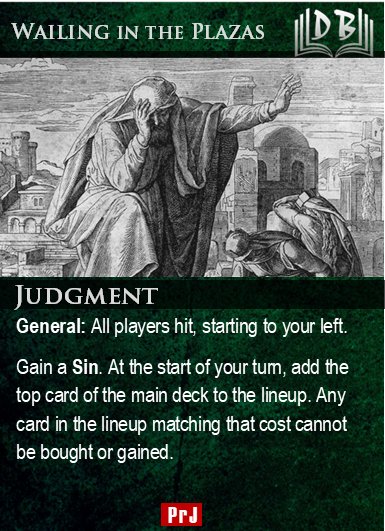 WAILING IN THE PLAZAS
DB
JUDGMENT
General: All players hit, starting to your left.
Gain a Sin. At the start of your turn, add the
top card of the main deck to the lineup. Any
card in the lineup matching that cost cannot
be bought or gained.
PrJ